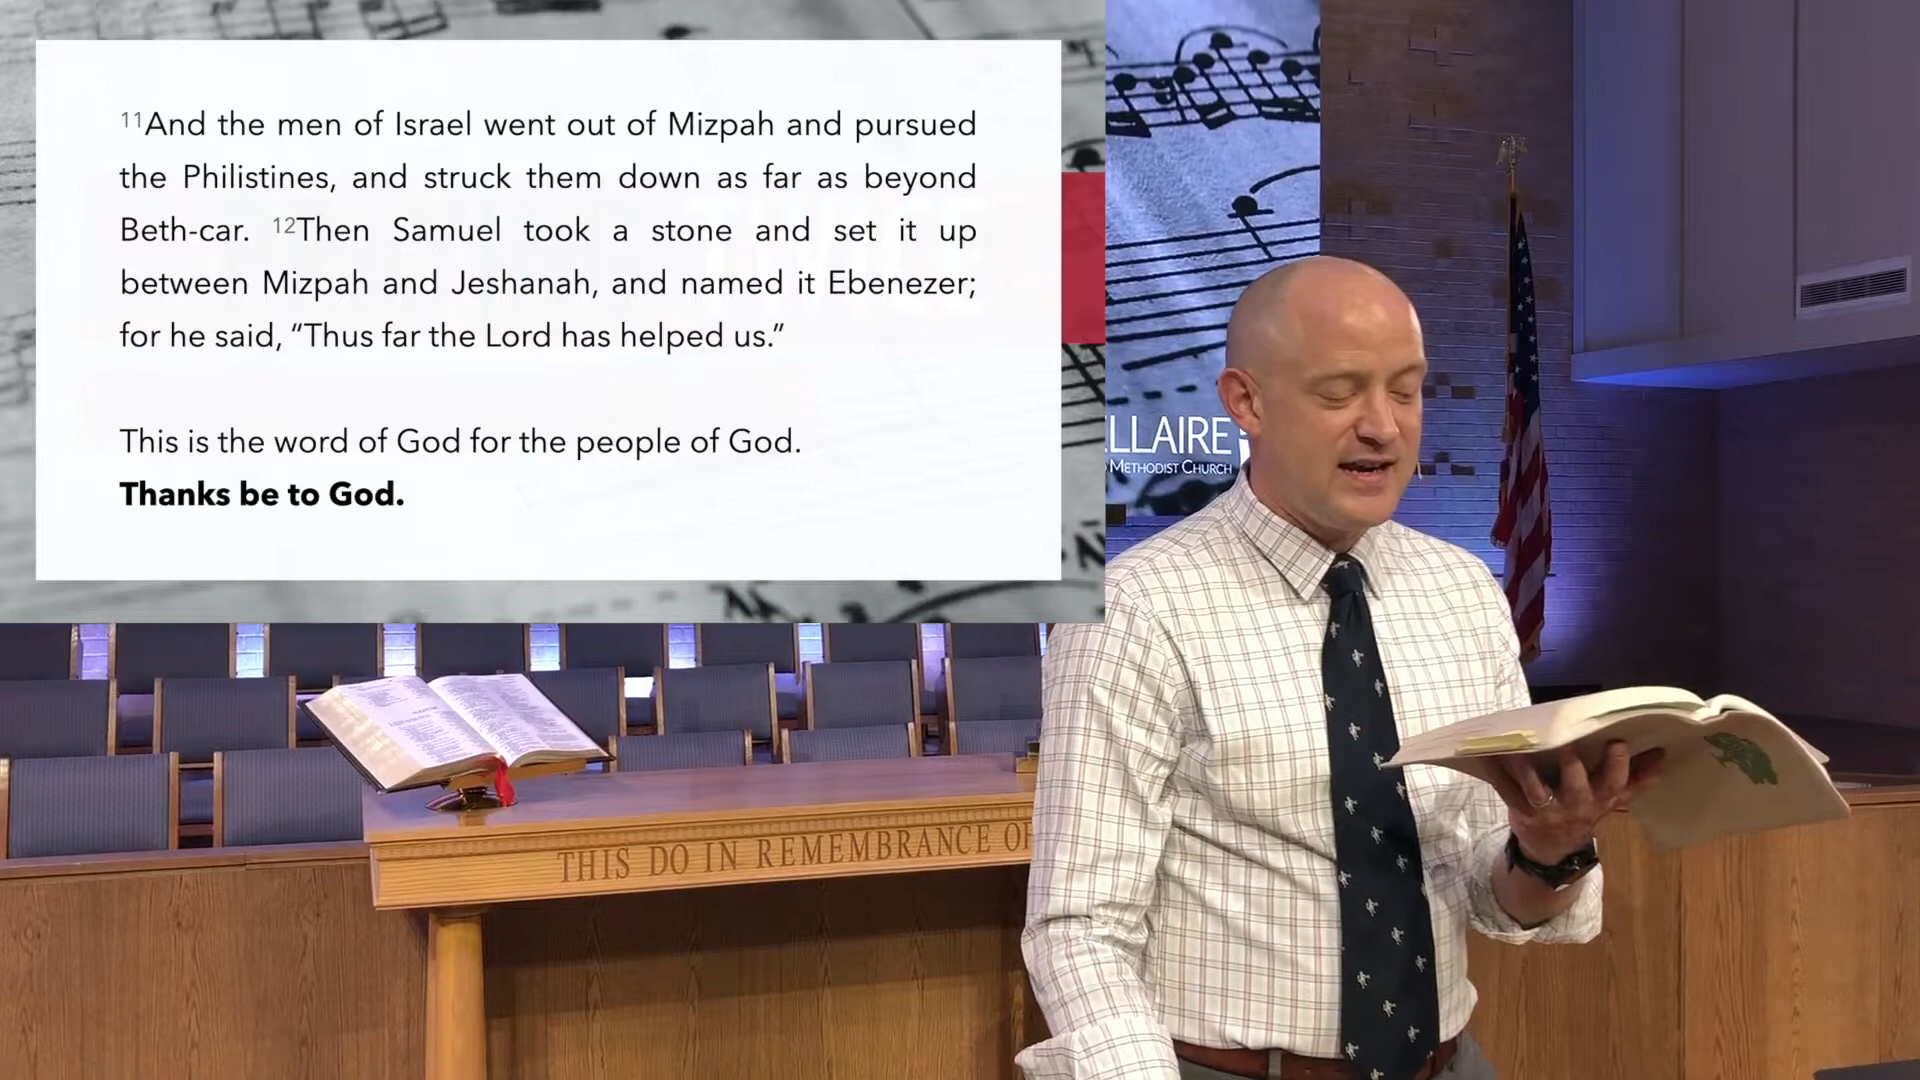 ¹¹And the men of Israel went out of Mizpah and pursued
the Philistines, and struck them down as far as beyond
Beth-car. ¹²Then Samuel took a stone and set it up
between Mizpah and Jeshanah, and named it Ebenezer;
for he said, “Thus far the Lord has helped us.”
This is the word of God for the people of God.
Thanks be to God.
LLAIRE
METHODIST CHURCH
THIS DO IN REMEMBRANCE O